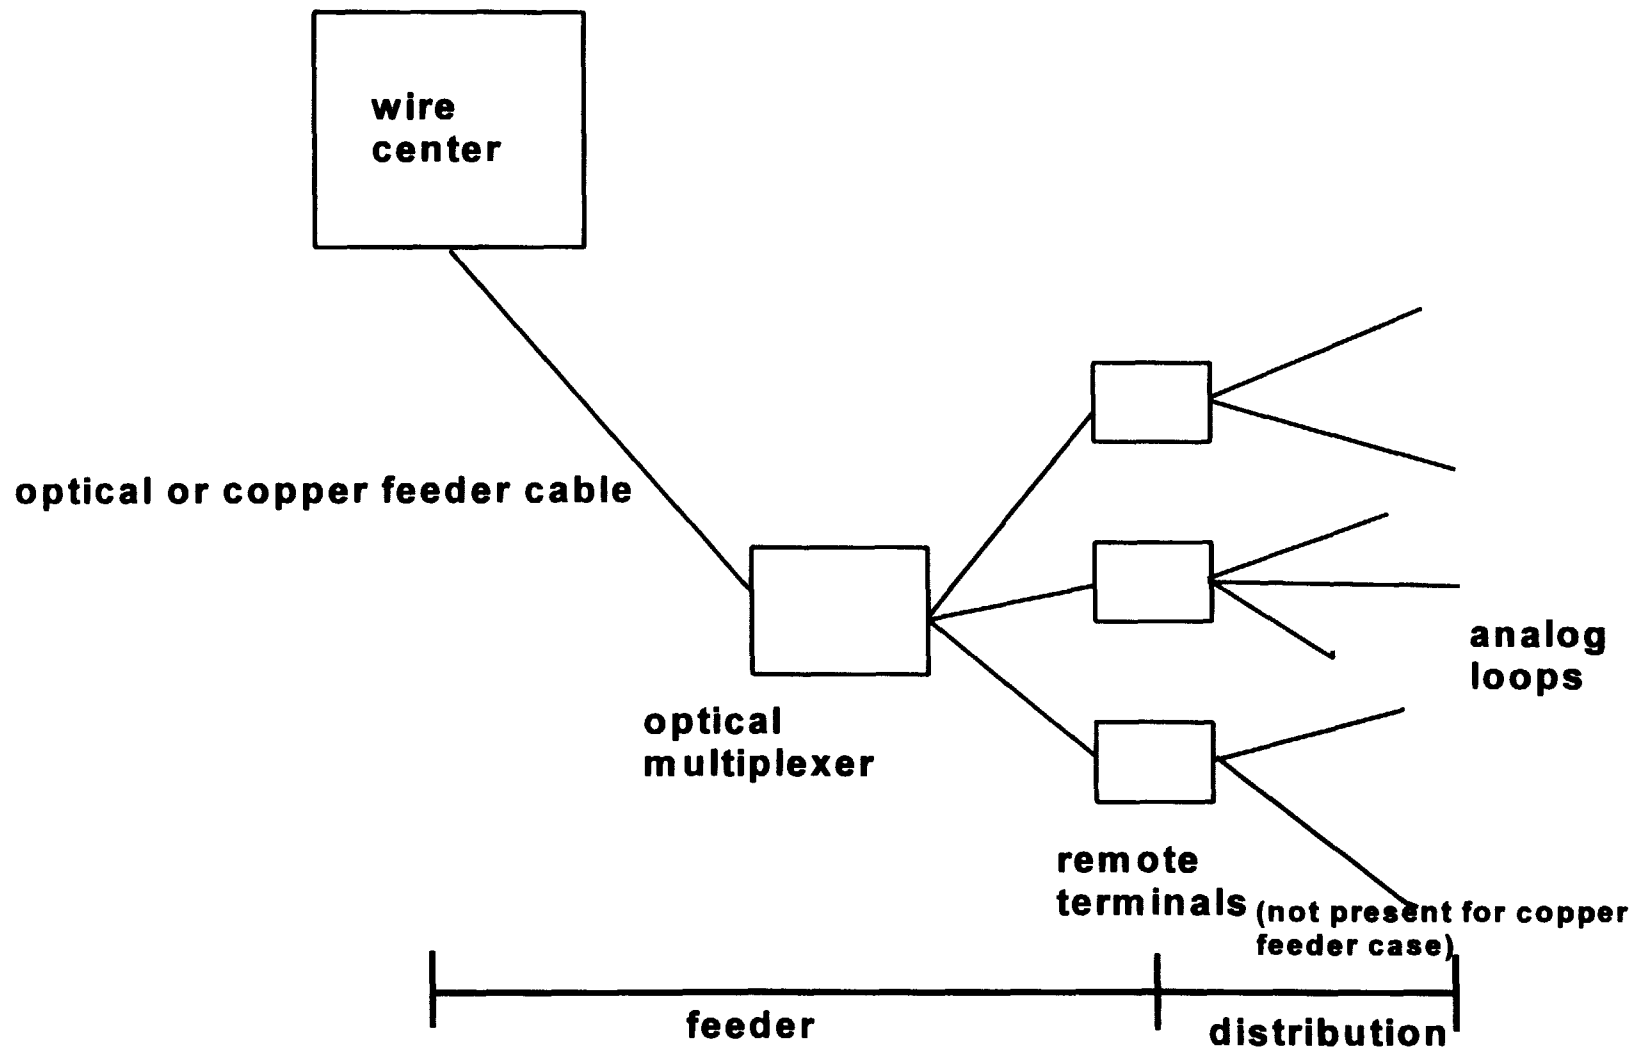 wire
center
optical or copper feeder cable
analog
loops
optical
multiplexer
remote
terminals (not present for copper
feeder case)
feeder
distribution